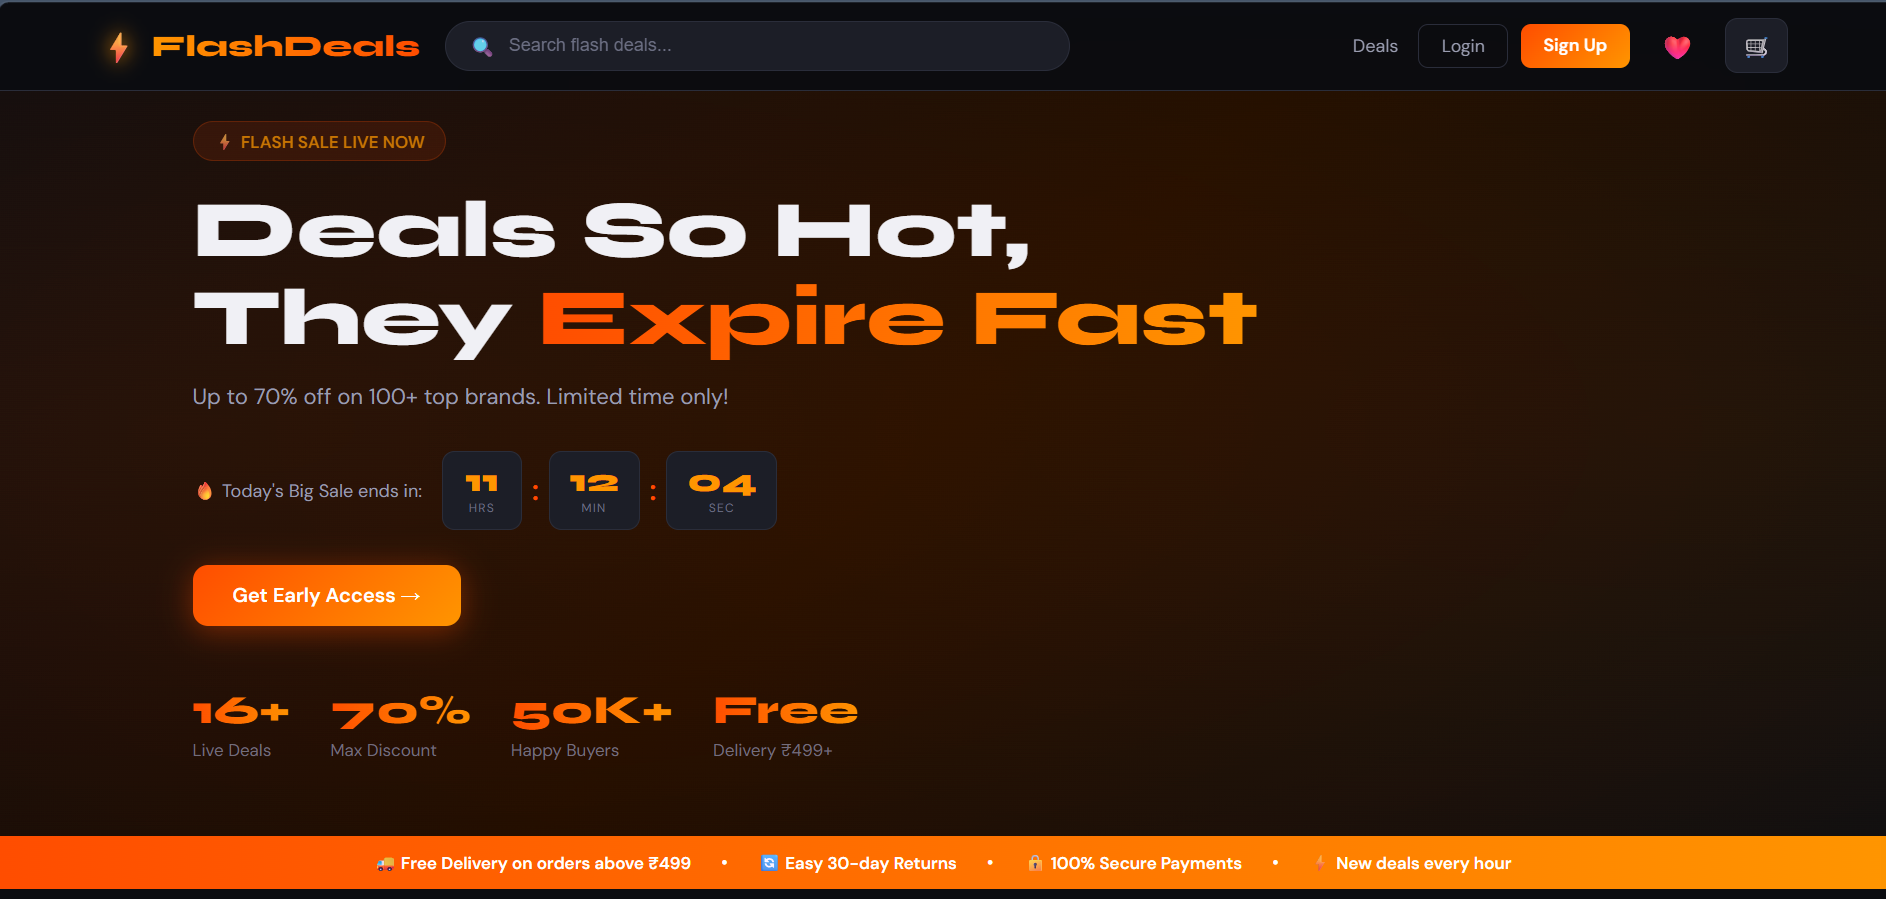 FlashDeals
Search flash deals...
Deals
Login
Sign Up
FLASH SALE LIVE NOW
Deals So Hot,
They Expire Fast
Up to 70% off on 100+ top brands. Limited time only!
Today's Big Sale ends in:
11 : 12 : 04
HRS MIN SEC
Get Early Access →
16+ 70% 50K+ Free
Live Deals Max Discount Happy Buyers Delivery ₹499+
Free Delivery on orders above ₹499 • Easy 30-day Returns • 100% Secure Payments • New deals every hour